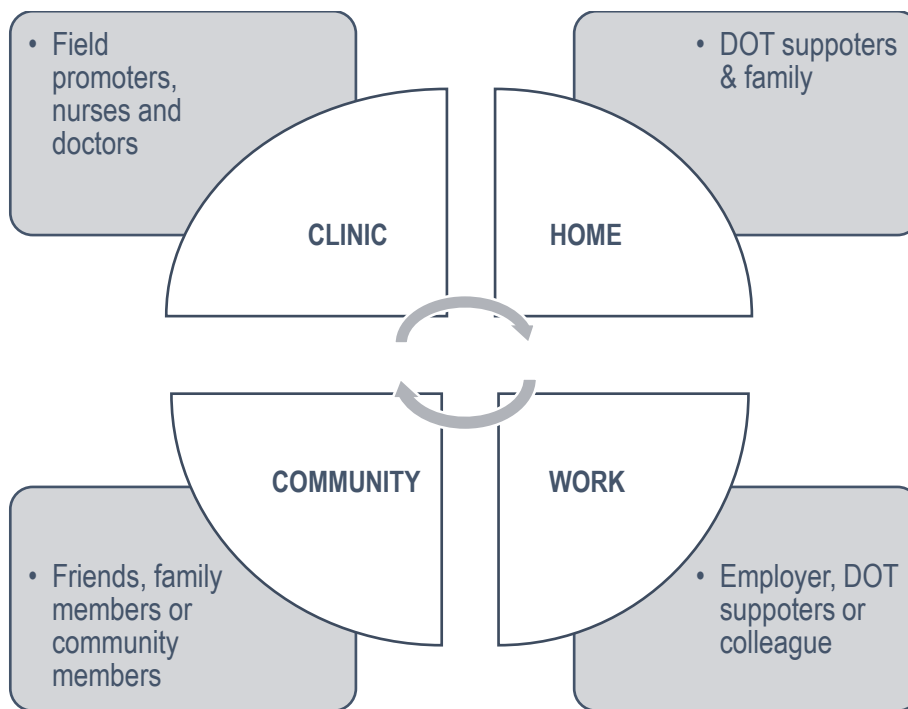 • Field
promoters,
nurses and
doctors
• DOT suppoters
& family
CLINIC
HOME
COMMUNITY
WORK
• Friends, family
members or
community
members
• Employer, DOT
suppoters or
colleague